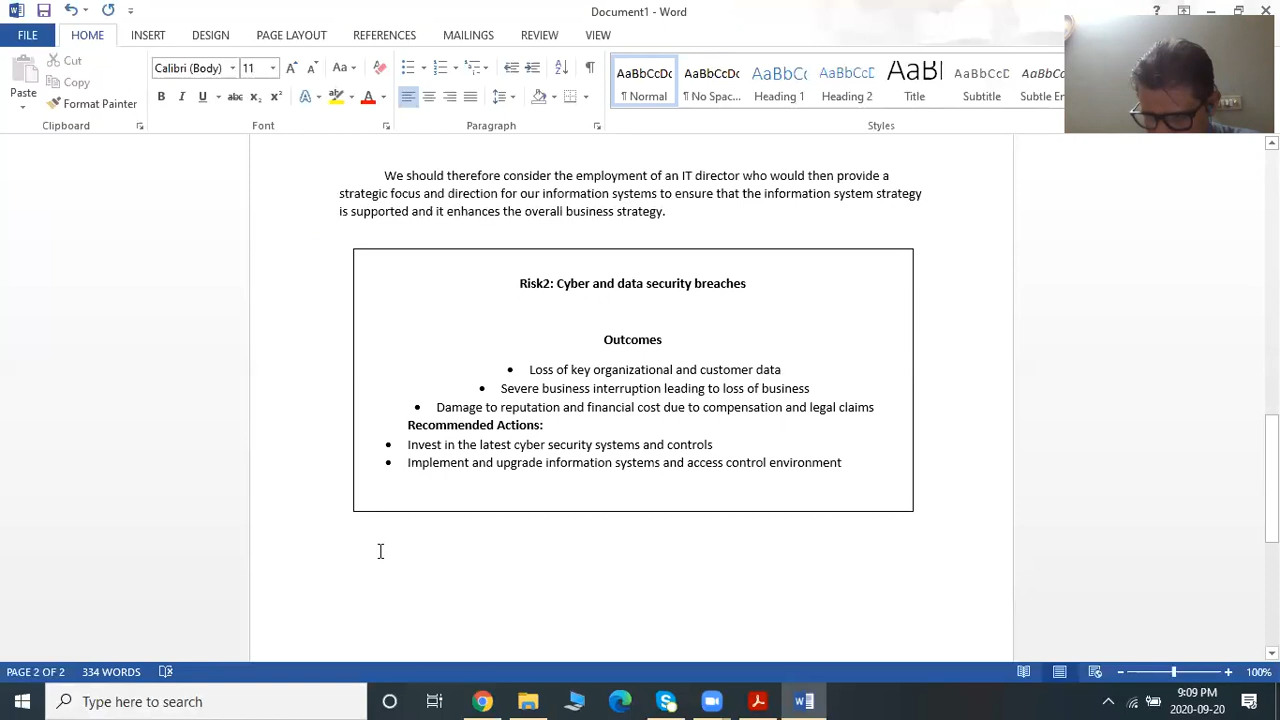 Document1 - Word
?
FILE HOME INSERT DESIGN PAGE LAYOUT REFERENCES MAILINGS REVIEW VIEW
Paste
Cut
Copy
Format Painter
Clipboard
Calibri (Body) 11
Aa
B I U abc x₂ x²
A ab A
Font
Paragraph
AaBbCcDc AaBbCcDc AaBbCc AaBbCcD AaBl AaBbCcD AaBbCcDc
¶ Normal ¶ No Spac... Heading 1 Heading 2 Title Subtitle Subtle En
Styles
We should therefore consider the employment of an IT director who would then provide a
strategic focus and direction for our information systems to ensure that the information system strategy
is supported and it enhances the overall business strategy.
Risk2: Cyber and data security breaches
Outcomes
• Loss of key organizational and customer data
• Severe business interruption leading to loss of business
• Damage to reputation and financial cost due to compensation and legal claims
Recommended Actions:
• Invest in the latest cyber security systems and controls
• Implement and upgrade information systems and access control environment
PAGE 2 OF 2 334 WORDS
100%
Type here to search
9:09 PM
2020-09-20